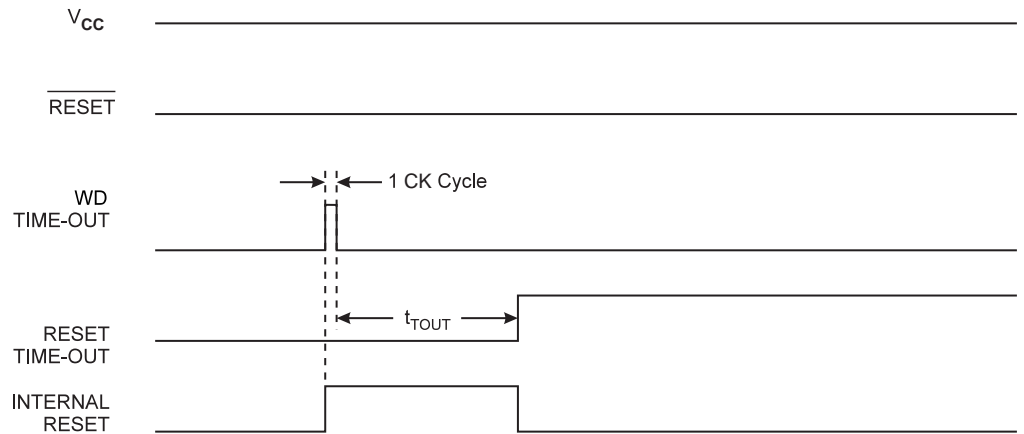 VCC
RESET
1 CK Cycle
WD
TIME-OUT
tTOUT
RESET
TIME-OUT
INTERNAL
RESET